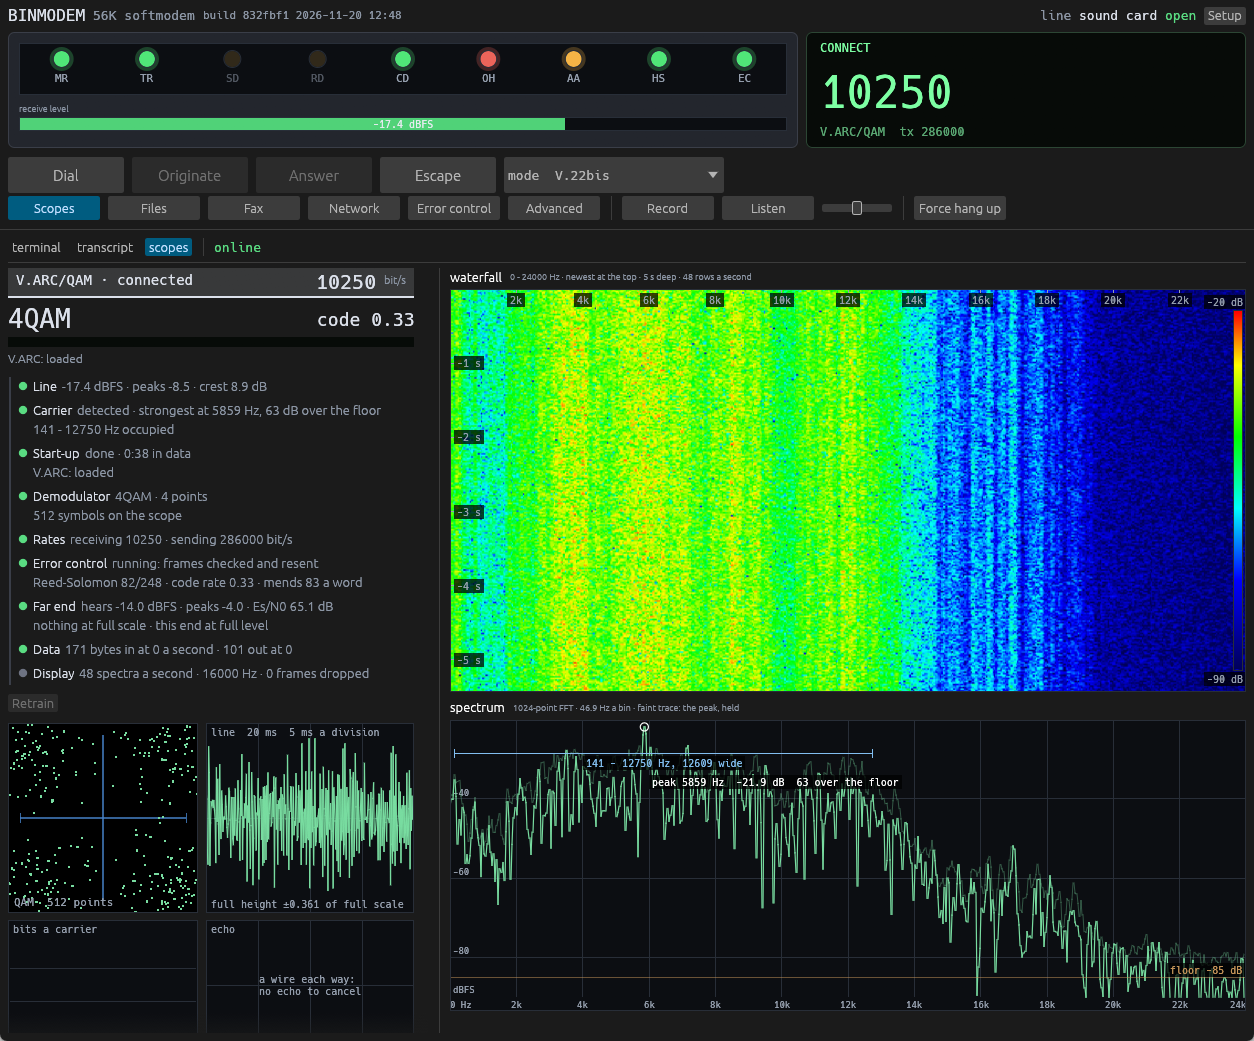 BINMODEM 56K softmodem build 832fbf1 2026-11-20 12:48
line sound card open Setup
MR TR SD RD CD OH AA HS EC
receive level
-17.4 dBFS
CONNECT
10250
V.ARC/QAM tx 286000
Dial Originate Answer Escape mode V.22bis
Scopes Files Fax Network Error control Advanced Record Listen Force hang up
terminal transcript scopes online
V.ARC/QAM · connected 10250 bit/s
4QAM code 0.33
V.ARC: loaded
Line -17.4 dBFS · peaks -8.5 · crest 8.9 dB
Carrier detected · strongest at 5859 Hz, 63 dB over the floor
141 - 12750 Hz occupied
Start-up done · 0:38 in data
V.ARC: loaded
Demodulator 4QAM · 4 points
512 symbols on the scope
Rates receiving 10250 · sending 286000 bit/s
Error control running: frames checked and resent
Reed-Solomon 82/248 · code rate 0.33 · mends 83 a word
Far end hears -14.0 dBFS · peaks -4.0 · Es/N0 65.1 dB
nothing at full scale · this end at full level
Data 171 bytes in at 0 a second · 101 out at 0
Display 48 spectra a second · 16000 Hz · 0 frames dropped
Retrain
QAM 512 points
line 20 ms 5 ms a division
full height ±0.361 of full scale
bits a carrier
echo
a wire each way:
no echo to cancel
waterfall 0 - 24000 Hz · newest at the top · 5 s deep · 48 rows a second
2k 4k 6k 8k 10k 12k 14k 16k 18k 20k 22k -20 dB
-1 s
-2 s
-3 s
-4 s
-5 s
-90 dB
spectrum 1024-point FFT · 46.9 Hz a bin · faint trace: the peak, held
141 - 12750 Hz, 12609 wide
peak 5859 Hz -21.9 dB 63 over the floor
-40
-60
-80
floor -85 dB
dBFS
0 Hz 2k 4k 6k 8k 10k 12k 14k 16k 18k 20k 22k 24k